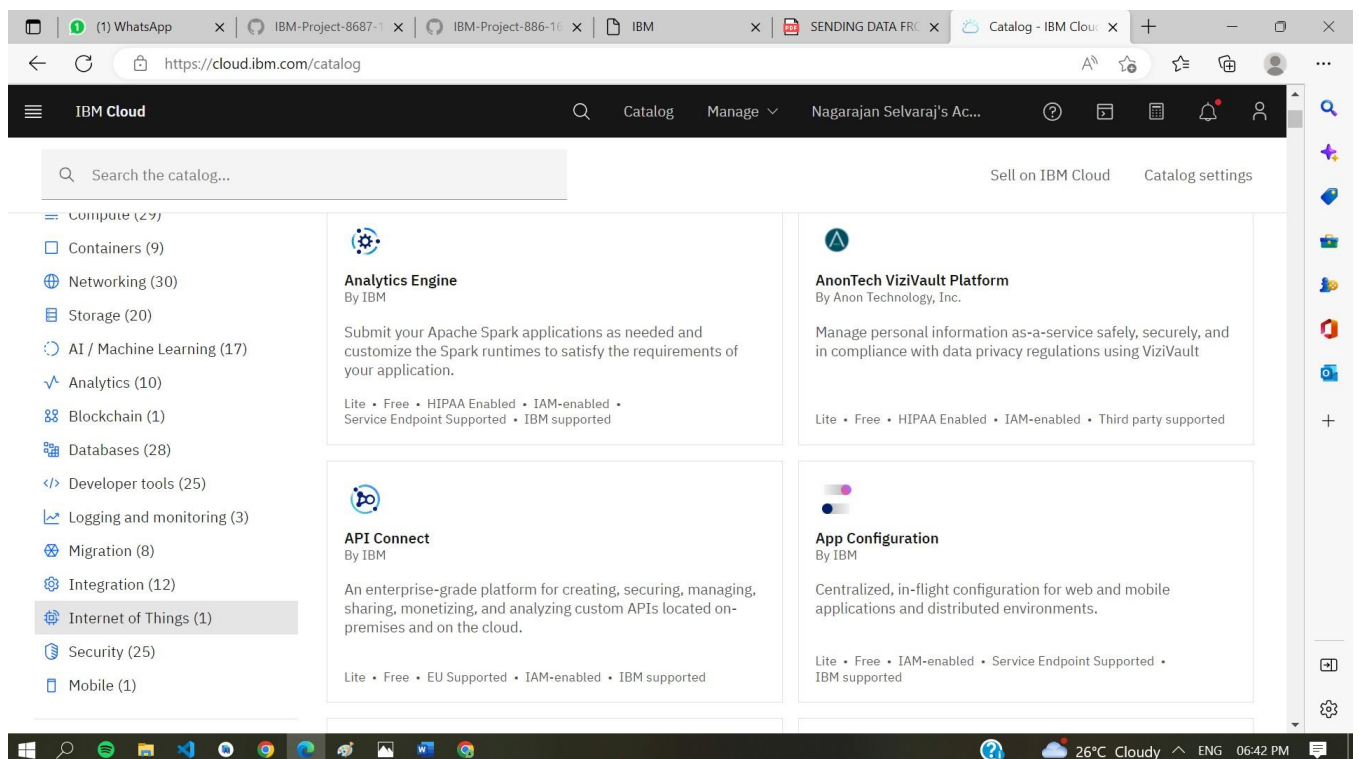 (1) WhatsApp
IBM-Project-8687-1
IBM-Project-886-16
IBM
SENDING DATA FRO
Catalog - IBM Cloud
https://cloud.ibm.com/catalog
IBM Cloud
Catalog
Manage
Nagarajan Selvaraj's Ac...
Search the catalog...
Sell on IBM Cloud
Catalog settings
Compute (29)
Containers (9)
Networking (30)
Storage (20)
AI / Machine Learning (17)
Analytics (10)
Blockchain (1)
Databases (28)
Developer tools (25)
Logging and monitoring (3)
Migration (8)
Integration (12)
Internet of Things (1)
Security (25)
Mobile (1)
Analytics Engine
By IBM
Submit your Apache Spark applications as needed and
customize the Spark runtimes to satisfy the requirements of
your application.
Lite • Free • HIPAA Enabled • IAM-enabled •
Service Endpoint Supported • IBM supported
AnonTech ViziVault Platform
By Anon Technology, Inc.
Manage personal information as-a-service safely, securely, and
in compliance with data privacy regulations using ViziVault
Lite • Free • HIPAA Enabled • IAM-enabled • Third party supported
API Connect
By IBM
An enterprise-grade platform for creating, securing, managing,
sharing, monetizing, and analyzing custom APIs located on-
premises and on the cloud.
Lite • Free • EU Supported • IAM-enabled • IBM supported
App Configuration
By IBM
Centralized, in-flight configuration for web and mobile
applications and distributed environments.
Lite • Free • IAM-enabled • Service Endpoint Supported •
IBM supported
26°C Cloudy
ENG
06:42 PM